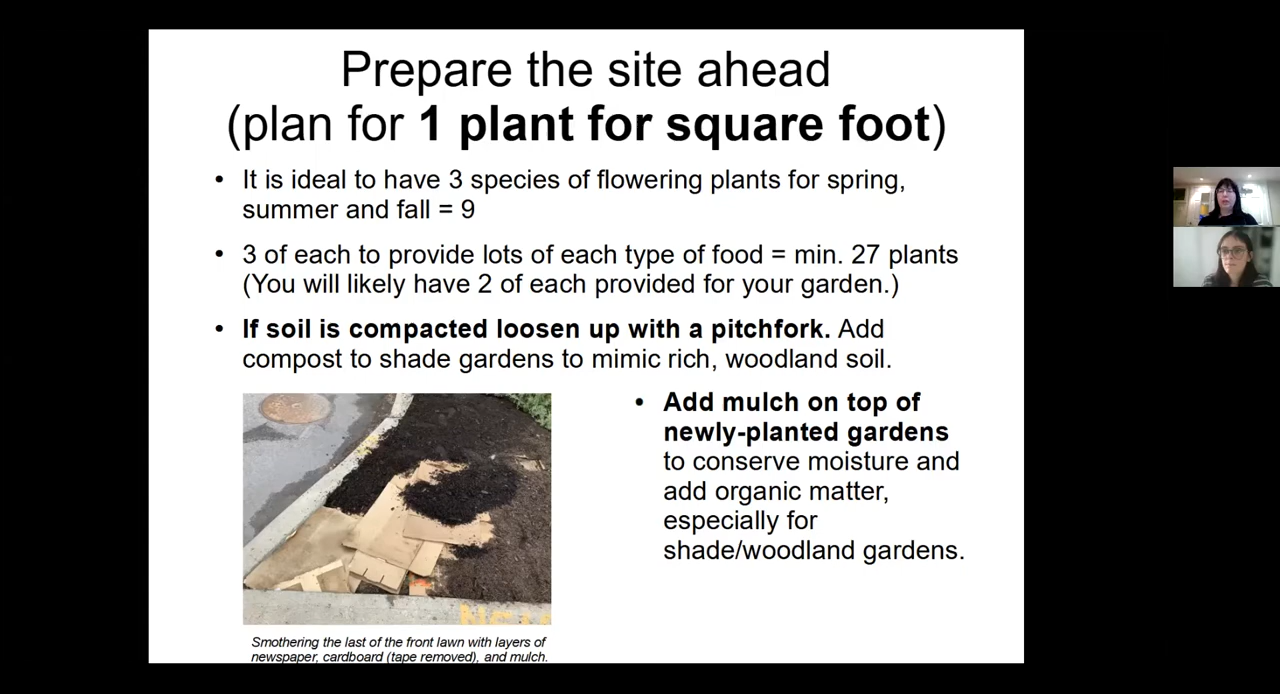 Prepare the site ahead
(plan for 1 plant for square foot)
• It is ideal to have 3 species of flowering plants for spring,
summer and fall = 9
• 3 of each to provide lots of each type of food = min. 27 plants
(You will likely have 2 of each provided for your garden.)
• If soil is compacted loosen up with a pitchfork. Add
compost to shade gardens to mimic rich, woodland soil.
• Add mulch on top of
newly-planted gardens
to conserve moisture and
add organic matter,
especially for
shade/woodland gardens.
Smothering the last of the front lawn with layers of
newspaper, cardboard (tape removed), and mulch.